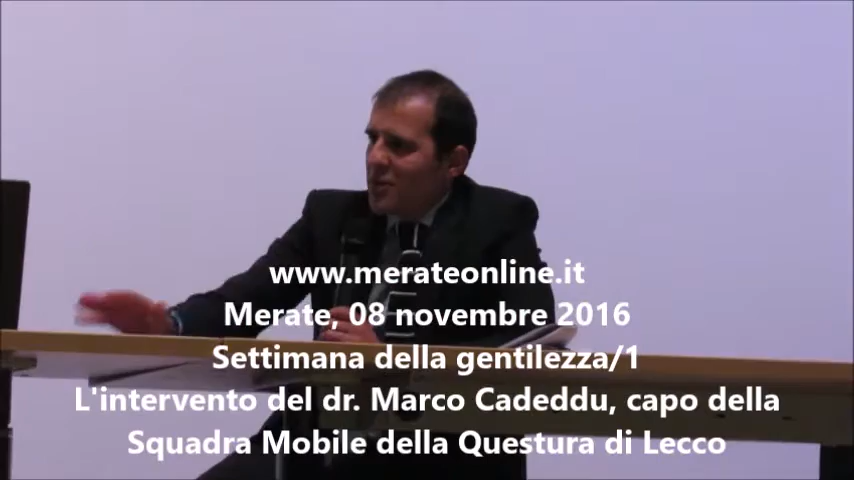 www.merateonline.it
Merate, 08 novembre 2016
Settimana della gentilezza/1
L'intervento del dr. Marco Cadeddu, capo della
Squadra Mobile della Questura di Lecco